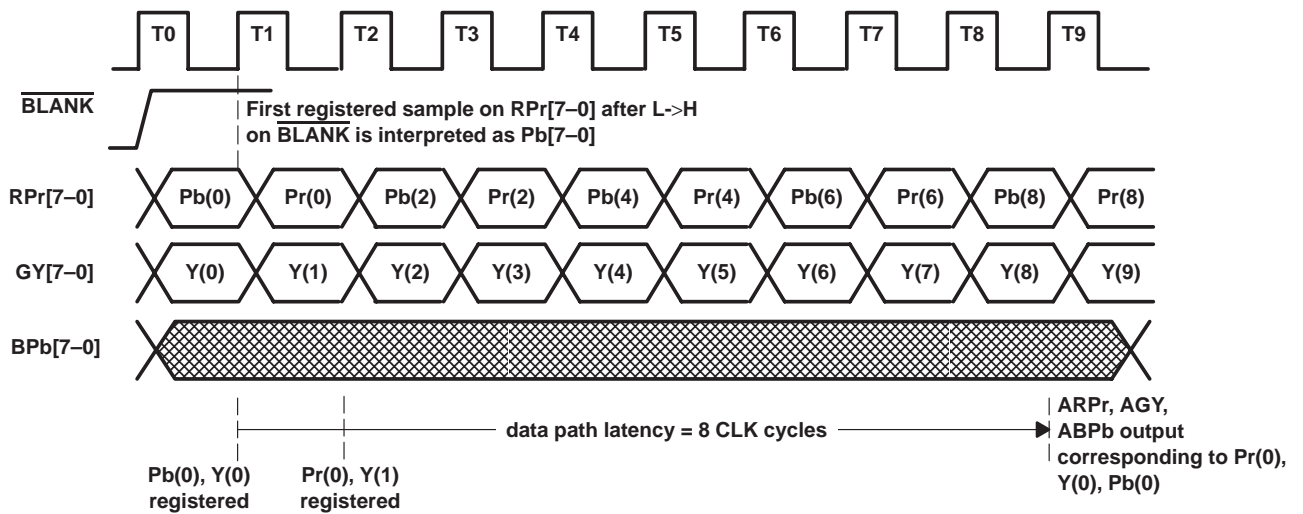 T0 T1 T2 T3 T4 T5 T6 T7 T8 T9
BLANK
First registered sample on RPr[7–0] after L->H
on BLANK is interpreted as Pb[7–0]
RPr[7–0] Pb(0) Pr(0) Pb(2) Pr(2) Pb(4) Pr(4) Pb(6) Pr(6) Pb(8) Pr(8)
GY[7–0] Y(0) Y(1) Y(2) Y(3) Y(4) Y(5) Y(6) Y(7) Y(8) Y(9)
BPb[7–0]
data path latency = 8 CLK cycles
ARPr, AGY,
ABPb output
corresponding to Pr(0),
Y(0), Pb(0)
Pb(0), Y(0)
registered
Pr(0), Y(1)
registered